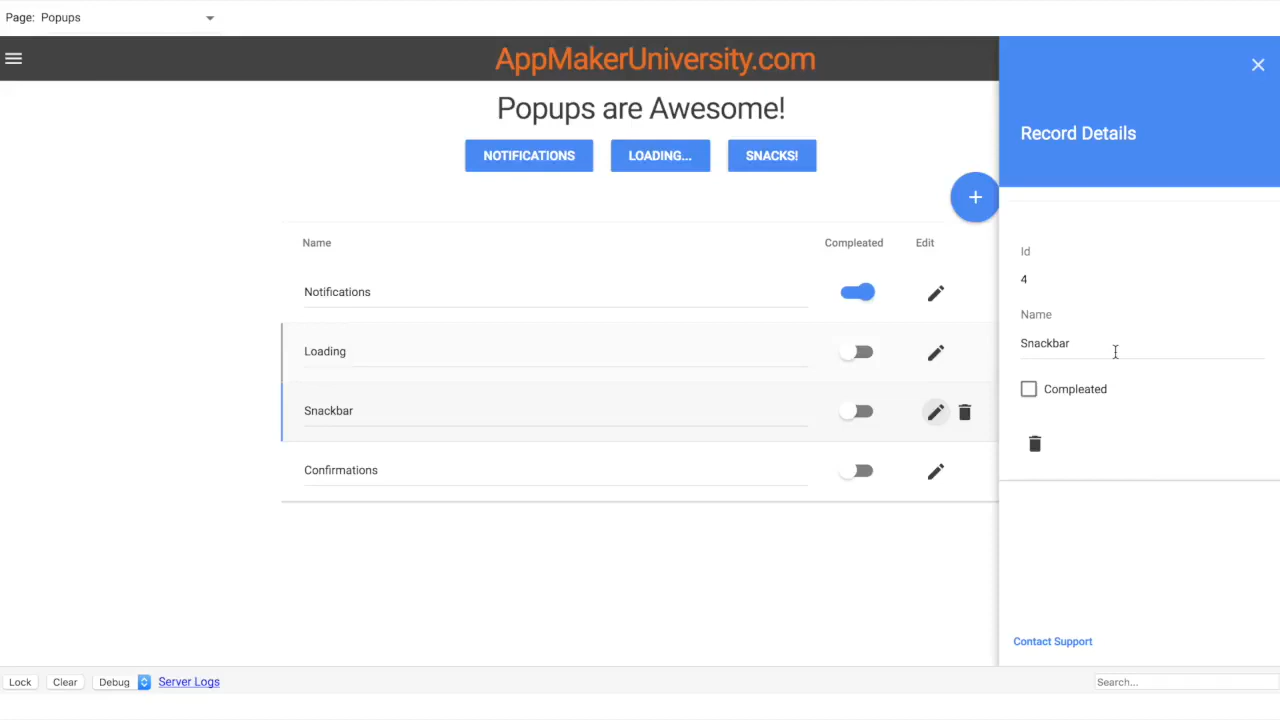 Page: Popups
AppMakerUniversity.com
Popups are Awesome!
NOTIFICATIONS LOADING... SNACKS!
Name Compleated Edit
Notifications
Loading
Snackbar
Confirmations
Record Details
Id
4
Name
Snackbar
Compleated
Contact Support
Lock Clear Debug Server Logs Search...